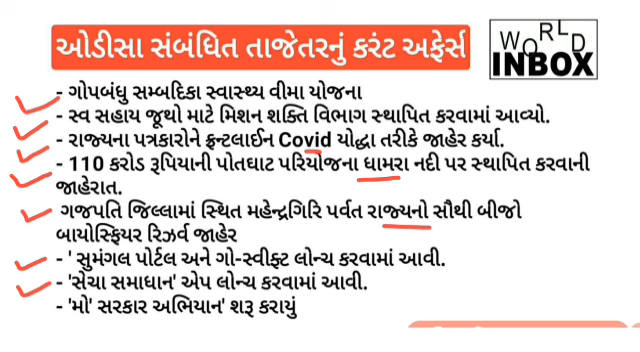 ઓડીસા સંબંધિત તાજેતરનું કરંટ અફેર્સ
WORLD
INBOX
- ગોપબંધુ સમ્બદિકા સ્વાસ્થ્ય વીમા યોજના
- સ્વ સહાય જૂથો માટે મિશન શક્તિ વિભાગ સ્થાપિત કરવામાં આવ્યો.
- રાજ્યના પત્રકારોને ફ્રન્ટલાઈન Covid યોદ્ધા તરીકે જાહેર કર્યા.
- 110 કરોડ રૂપિયાની પોતઘાટ પરિયોજના ધામરા નદી પર સ્થાપિત કરવાની
જાહેરાત.
ગજપતિ જિલ્લામાં સ્થિત મહેન્દ્રગિરિ પર્વત રાજ્યનો સૌથી બીજો
બાયોસ્ફિયર રિઝર્વ જાહેર
- ' સુમંગલ પોર્ટલ અને ગો-સ્વીફ્ટ લોન્ચ કરવામાં આવી.
- 'સેચા સમાધાન' એપ લોન્ચ કરવામાં આવી.
- 'મો' સરકાર અભિયાન' શરૂ કરાયું